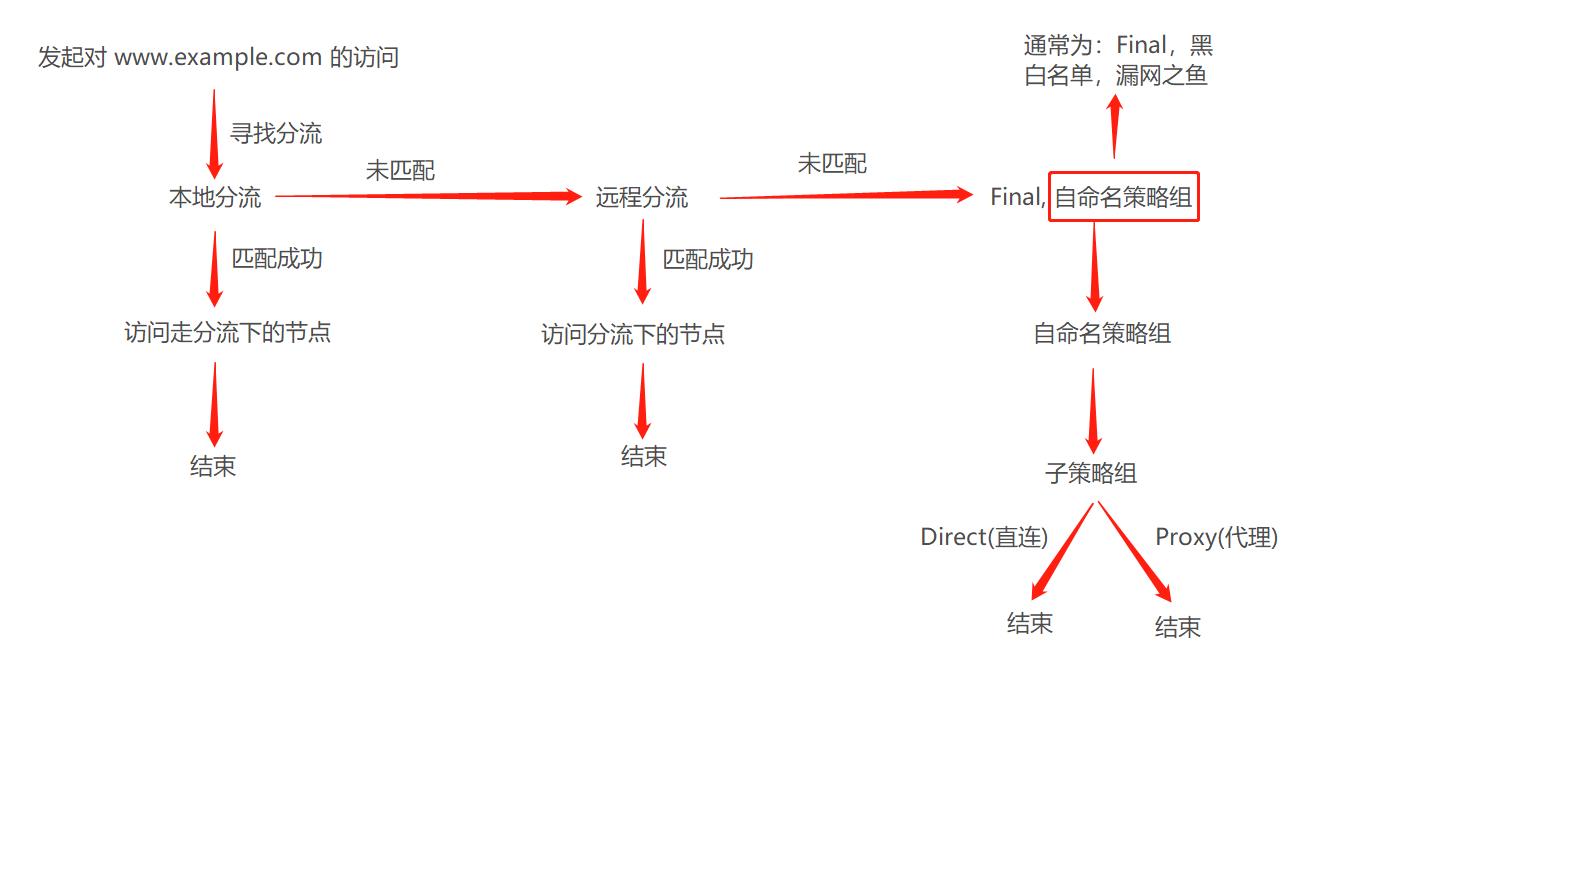 发起对 www.example.com 的访问
通常为：Final，黑
白名单，漏网之鱼
寻找分流
未匹配
未匹配
本地分流
远程分流
Final, 自命名策略组
匹配成功
匹配成功
访问走分流下的节点
访问分流下的节点
自命名策略组
结束
结束
子策略组
Direct(直连)
Proxy(代理)
结束
结束